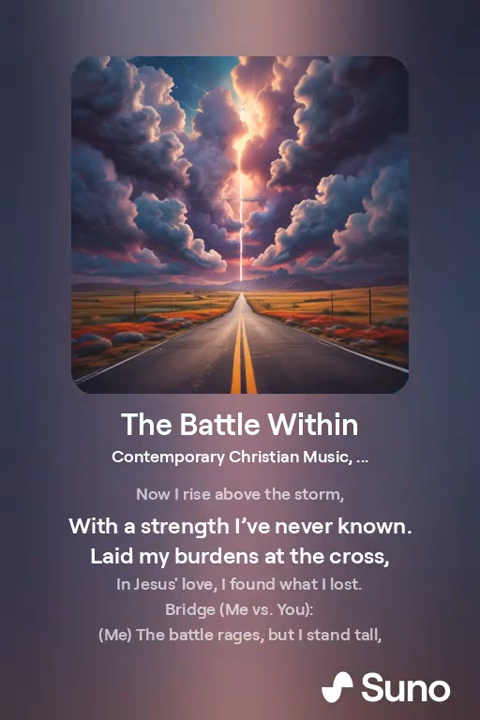 The Battle Within
Contemporary Christian Music, ...
Now I rise above the storm,
With a strength I’ve never known.
Laid my burdens at the cross,
In Jesus' love, I found what I lost.
Bridge (Me vs. You):
(Me) The battle rages, but I stand tall,
Suno